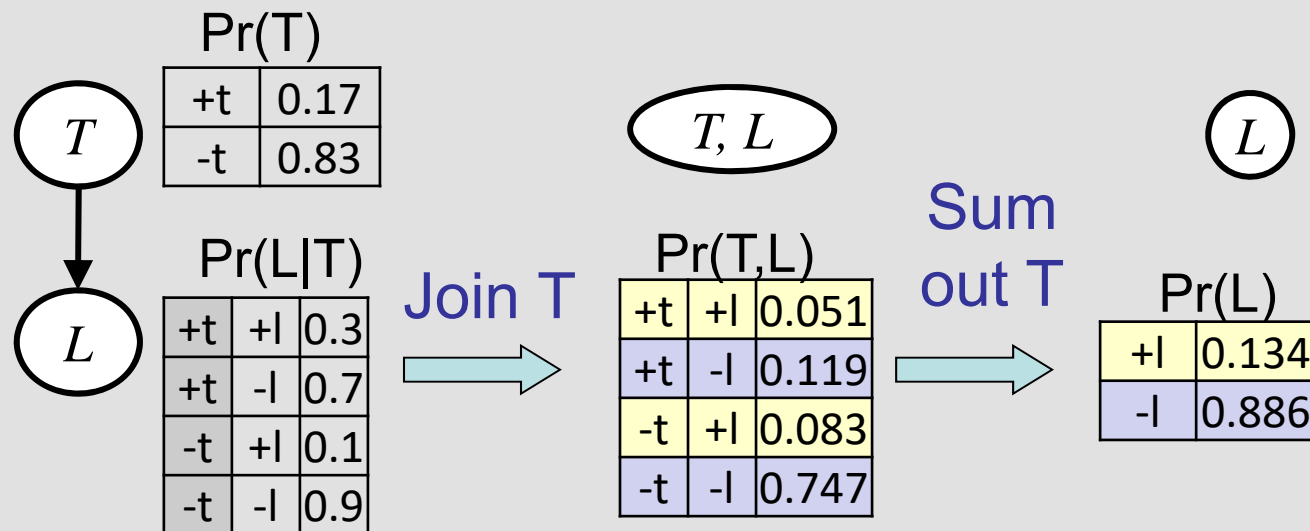 Pr(T)
+t 0.17
-t 0.83
T
Pr(L|T)
+t +l 0.3
+t -l 0.7
-t +l 0.1
-t -l 0.9
L
Join T
T, L
Pr(T,L)
+t +l 0.051
+t -l 0.119
-t +l 0.083
-t -l 0.747
Sum
out T
L
Pr(L)
+l 0.134
-l 0.886